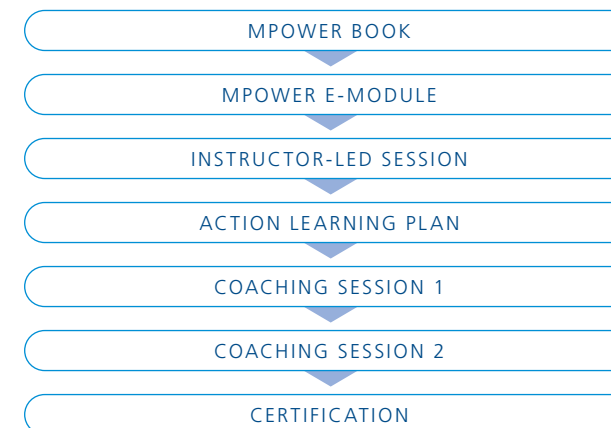 MPOWER BOOK
MPOWER E-MODULE
INSTRUCTOR-LED SESSION
ACTION LEARNING PLAN
COACHING SESSION 1
COACHING SESSION 2
CERTIFICATION